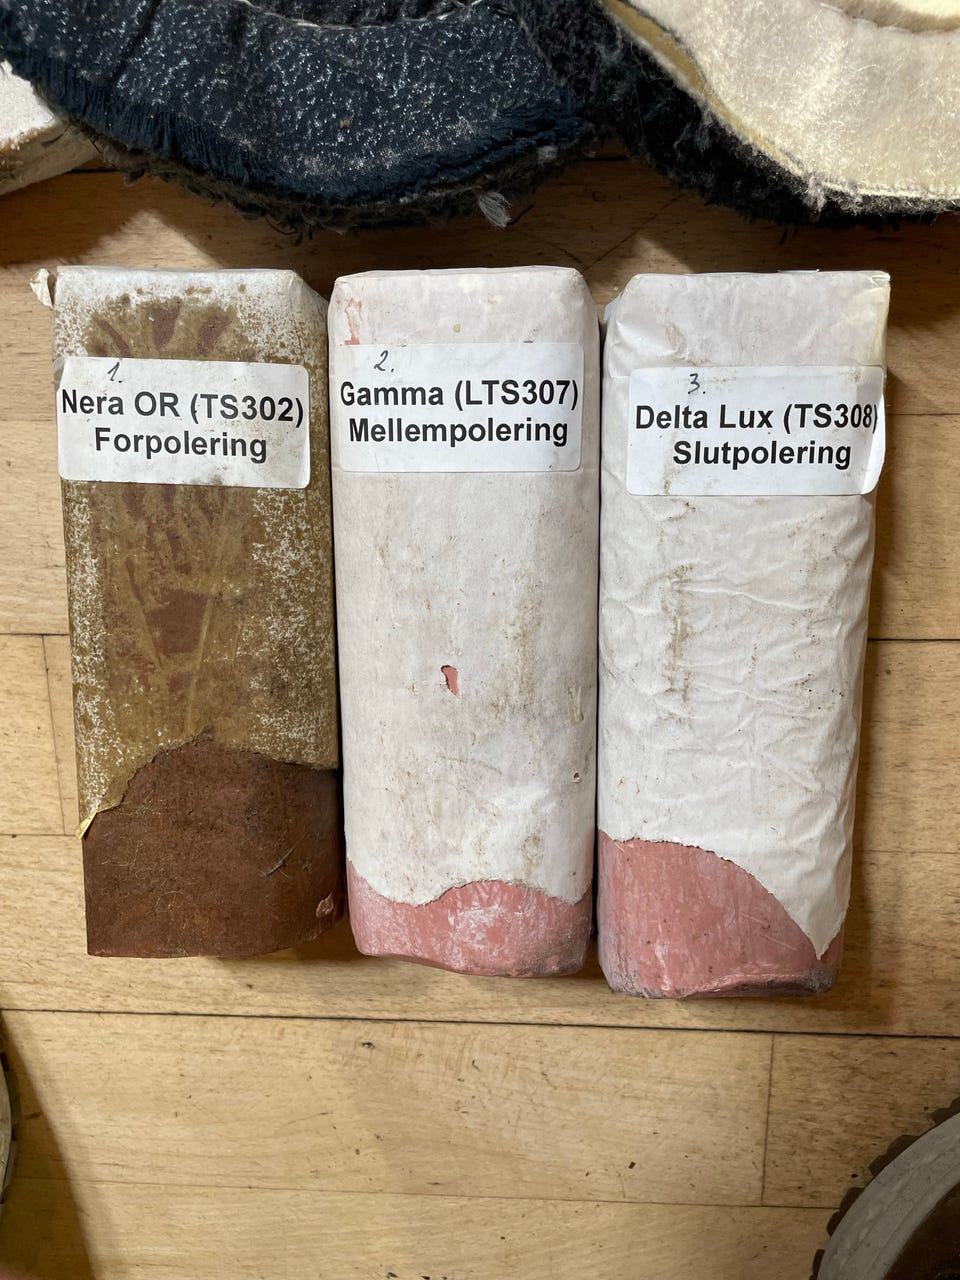 1.
Nera OR (TS302)
Forpolering
2.
Gamma (LTS307)
Mellempolering
3.
Delta Lux (TS308)
Slutpolering